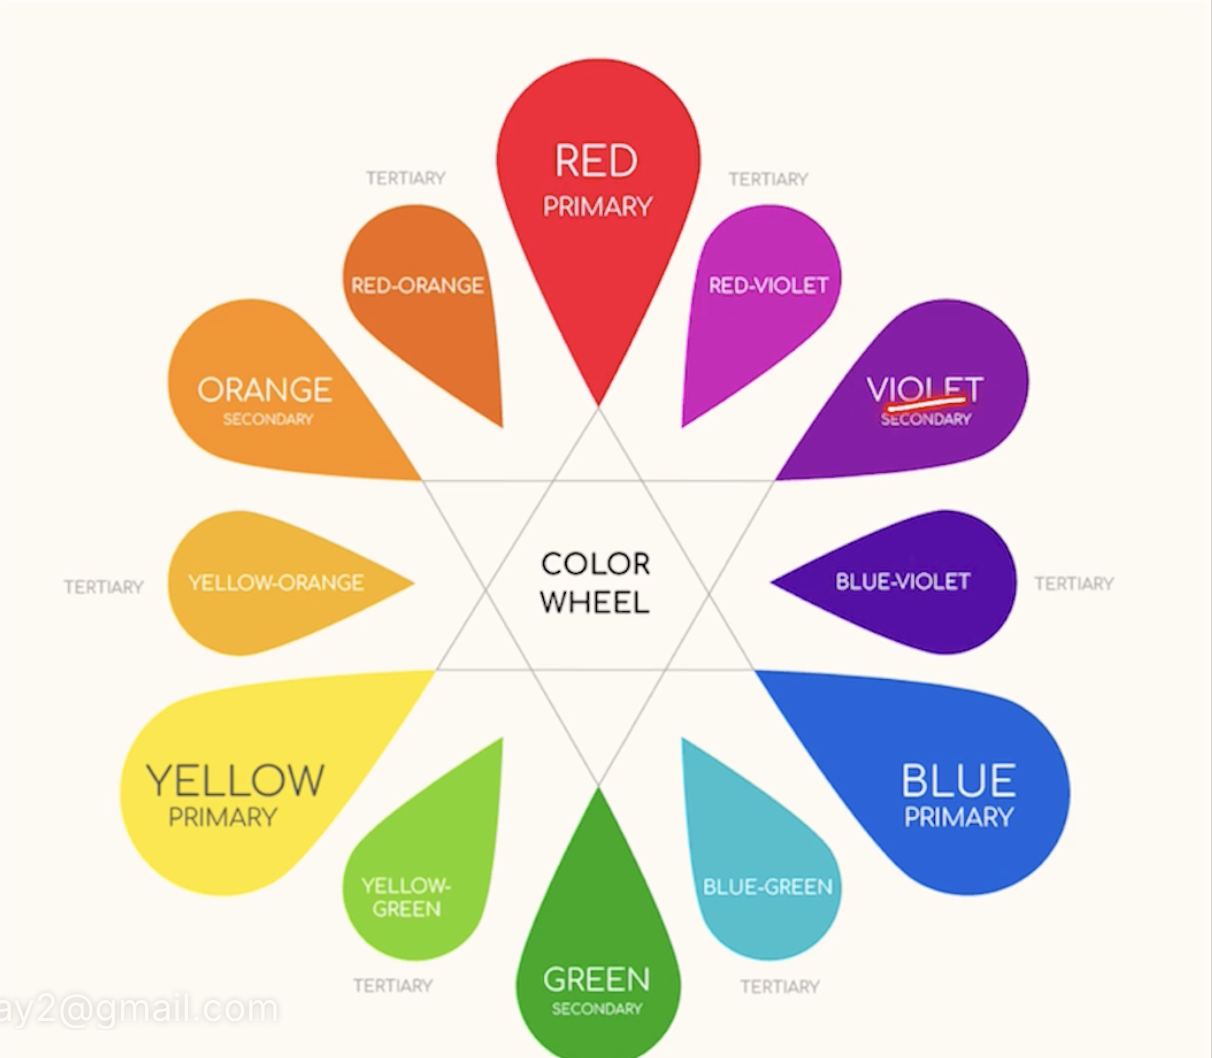 RED
PRIMARY
TERTIARY
TERTIARY
RED-ORANGE
RED-VIOLET
ORANGE
SECONDARY
VIOLET
SECONDARY
COLOR
WHEEL
TERTIARY
YELLOW-ORANGE
BLUE-VIOLET
TERTIARY
YELLOW
PRIMARY
BLUE
PRIMARY
YELLOW-
GREEN
BLUE-GREEN
GREEN
SECONDARY
TERTIARY
TERTIARY
ay2@gmail.com